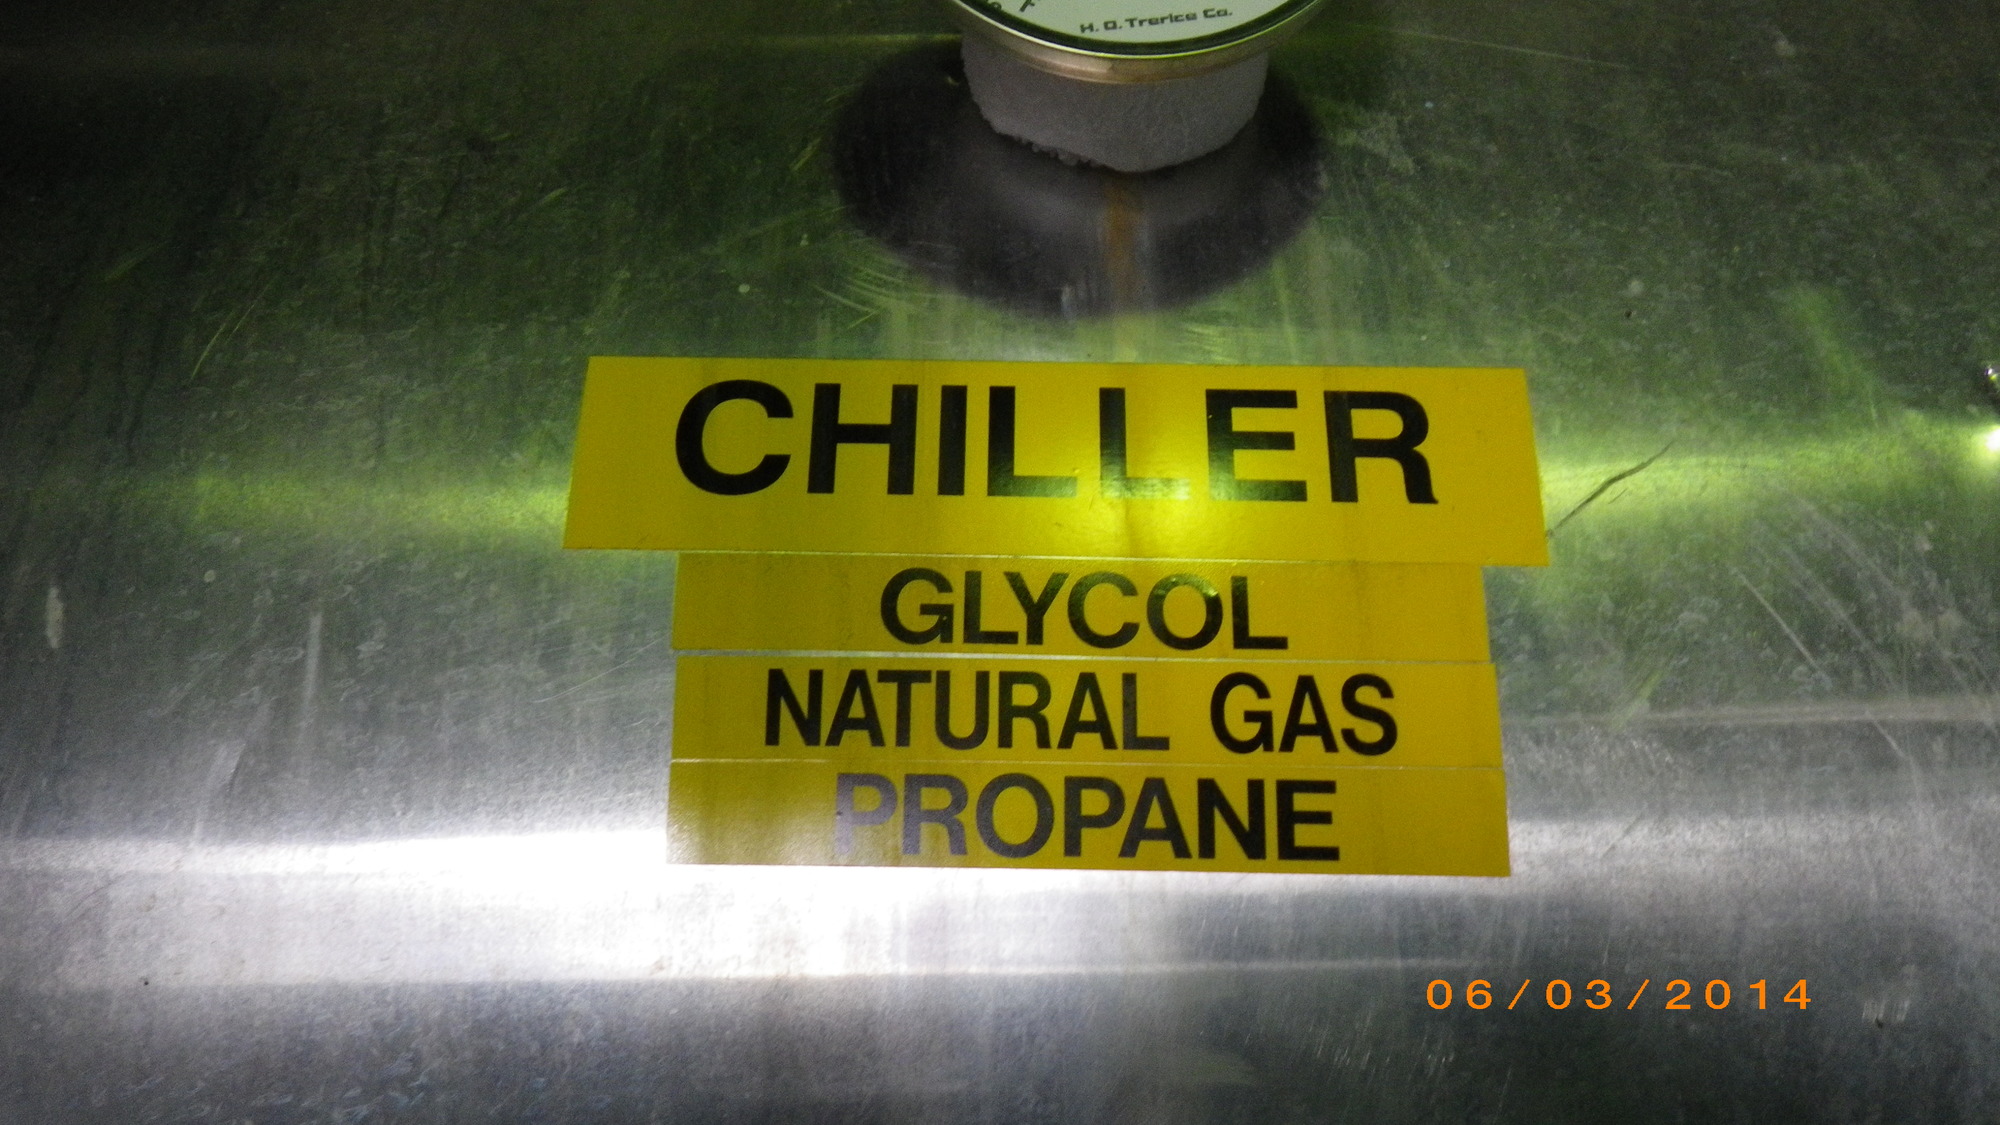 F
H. O. Trerice Co.
CHILLER
GLYCOL
NATURAL GAS
PROPANE
06/03/2014